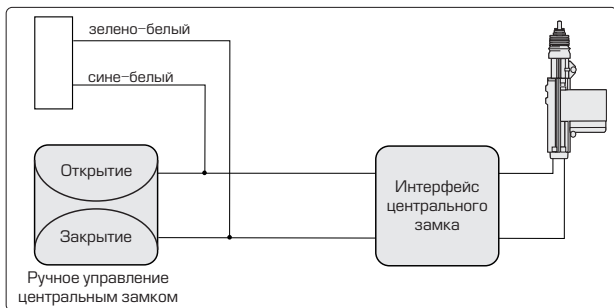 зелено-белый
сине-белый
Открытие
Закрытие
Ручное управление
центральным замком
Интерфейс
центрального
замка